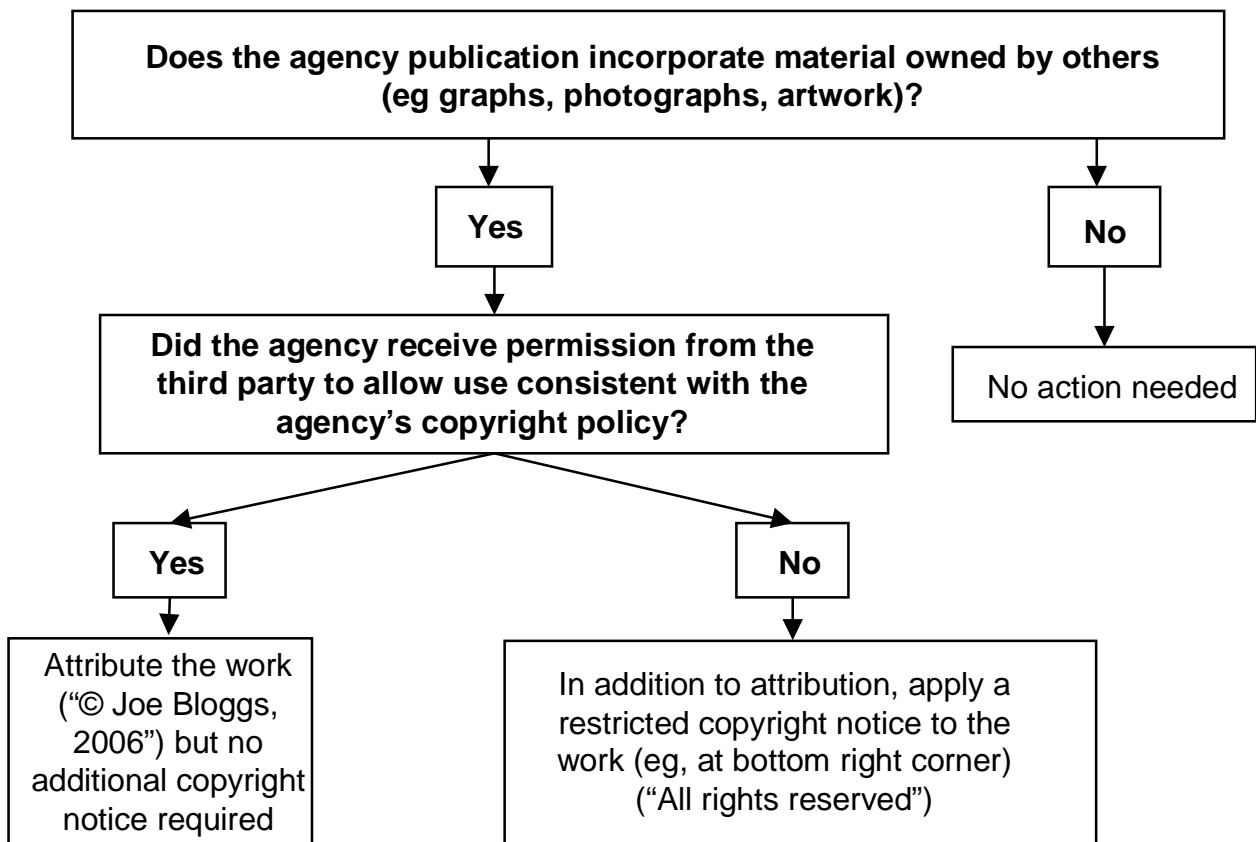 Does the agency publication incorporate material owned by others
(eg graphs, photographs, artwork)?
Yes
No
Did the agency receive permission from the
third party to allow use consistent with the
agency’s copyright policy?
No action needed
Yes
No
Attribute the work
(“© Joe Bloggs,
2006”) but no
additional copyright
notice required
In addition to attribution, apply a
restricted copyright notice to the
work (eg, at bottom right corner)
(“All rights reserved”)